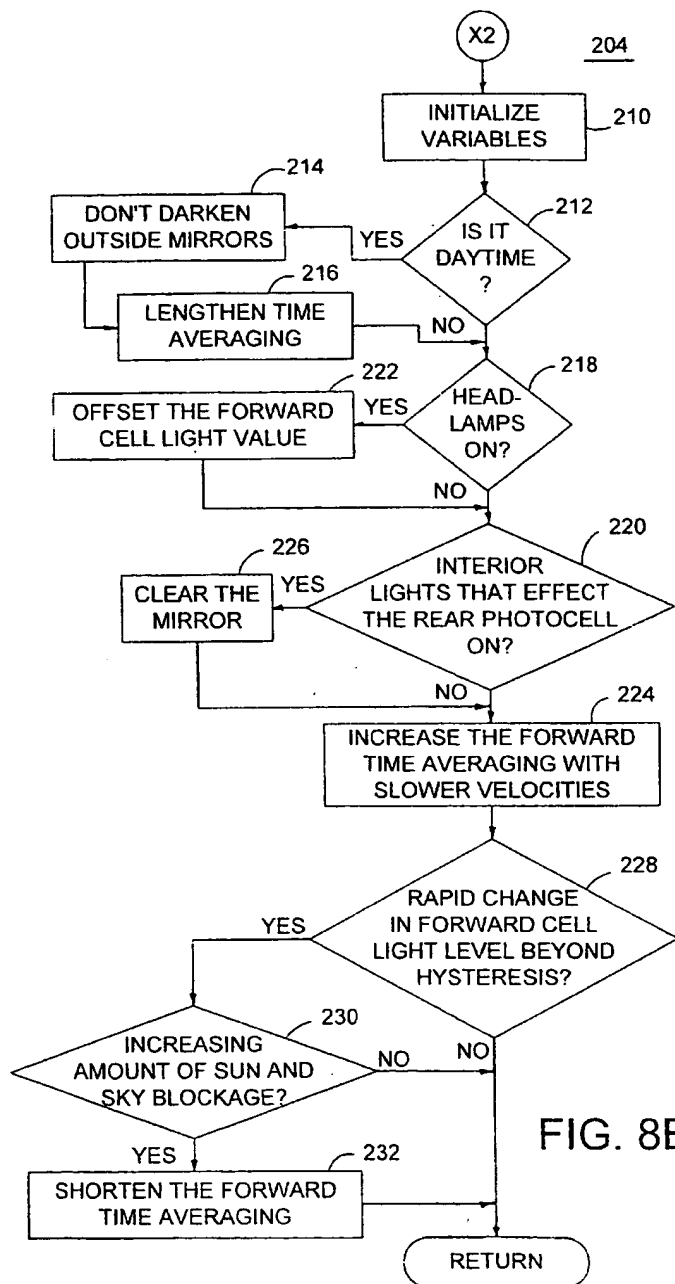 X2
204
INITIALIZE
VARIABLES
210
214
212
DON'T DARKEN
OUTSIDE MIRRORS
YES
IS IT
DAYTIME
?
216
LENGTHEN TIME
AVERAGING
NO
218
222
OFFSET THE FORWARD
CELL LIGHT VALUE
YES
HEAD-
LAMPS
ON?
NO
220
226
CLEAR THE
MIRROR
YES
INTERIOR
LIGHTS THAT EFFECT
THE REAR PHOTOCELL
ON?
NO
224
INCREASE THE FORWARD
TIME AVERAGING WITH
SLOWER VELOCITIES
228
YES
RAPID CHANGE
IN FORWARD CELL
LIGHT LEVEL BEYOND
HYSTERESIS?
230
INCREASING
AMOUNT OF SUN AND
SKY BLOCKAGE?
NO
NO
YES
232
SHORTEN THE FORWARD
TIME AVERAGING
FIG. 8B
RETURN